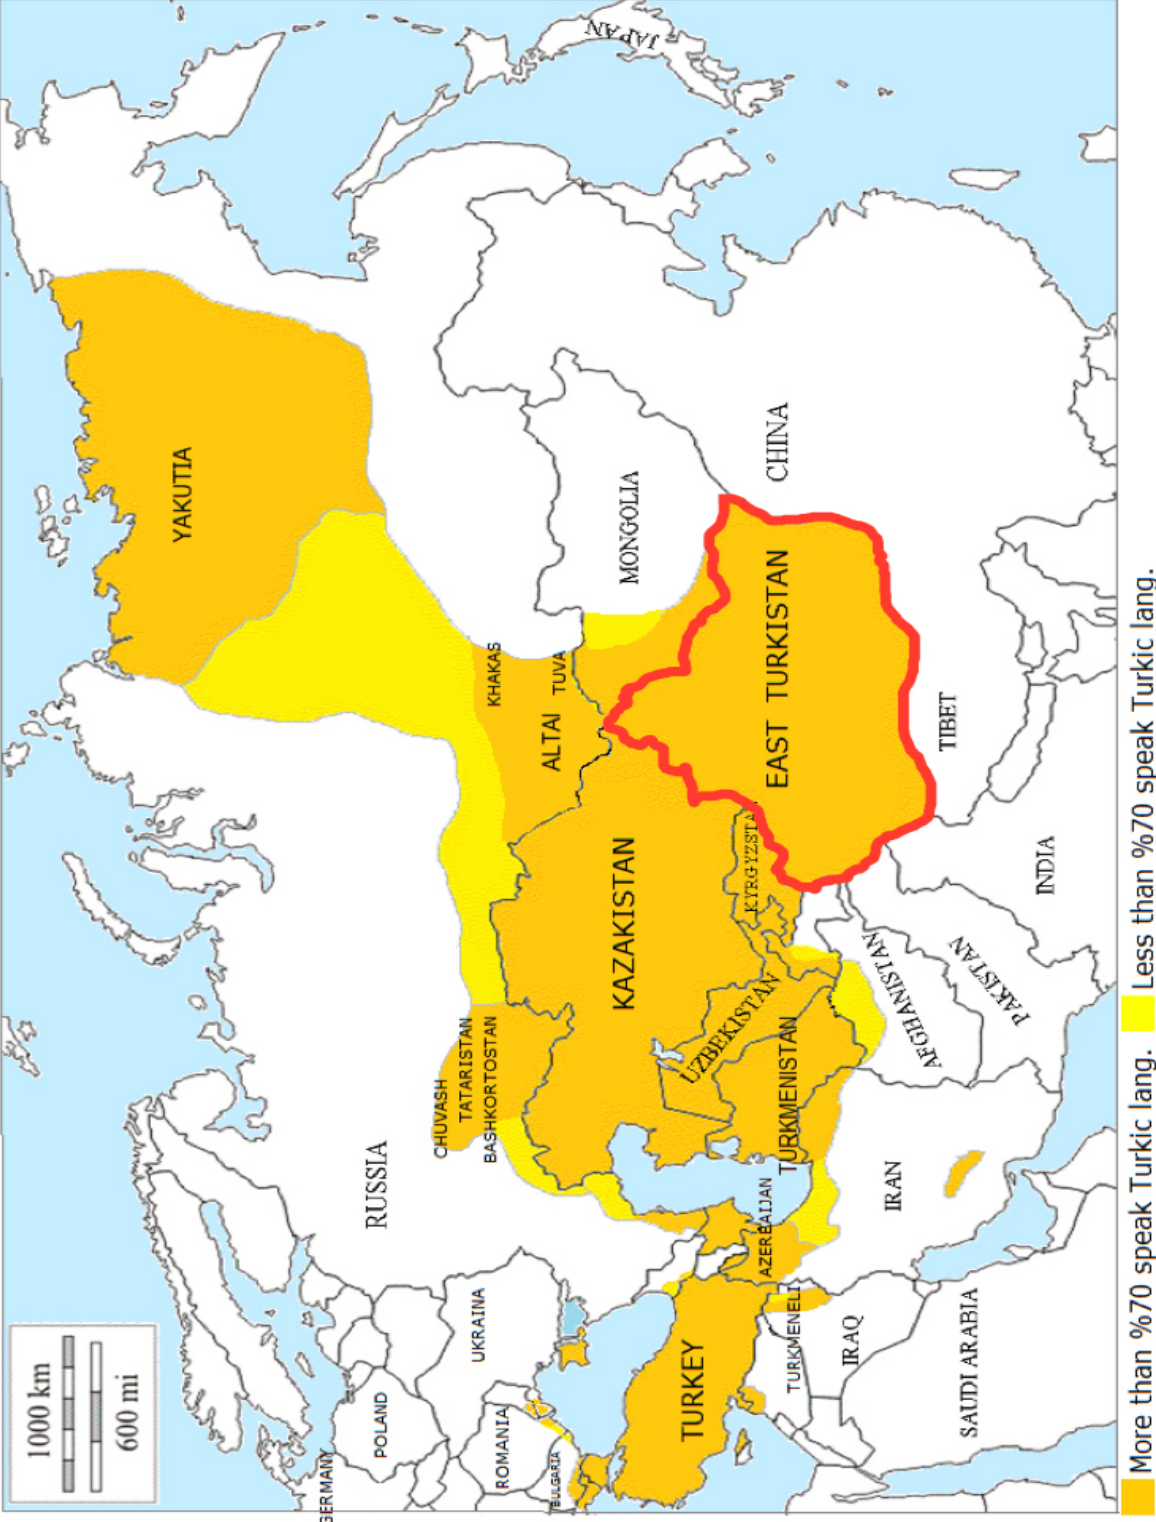 1000 km
600 mi
JAPAN
YAKUTIA
RUSSIA
KHAKAS
TUVA
ALTAI
MONGOLIA
CHINA
CHUVASH
TATARISTAN
BASHKORTOSTAN
KAZAKISTAN
EAST TURKISTAN
KYRGYZSTA
UZBEKISTAN
TURKMENISTAN
TIBET
INDIA
PAKISTAN
AFGHANISTAN
GERMANY
POLAND
UKRAINA
ROMANIA
BULGARIA
TURKEY
AZERBAIJAN
TURKMENELI
IRAQ
IRAN
SAUDI ARABIA
More than %70 speak Turkic lang.
Less than %70 speak Turkic lang.